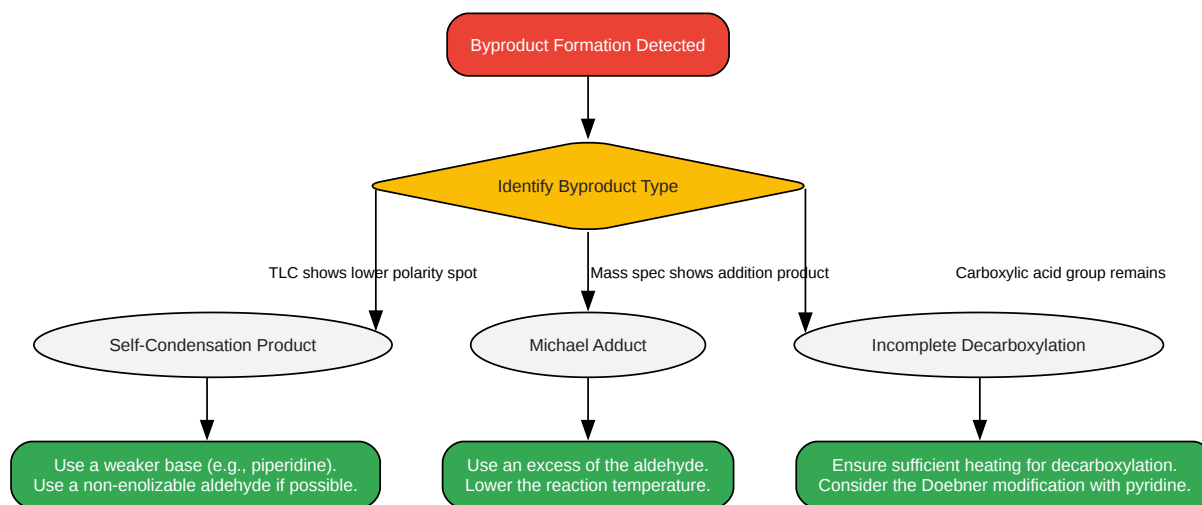 Byproduct Formation Detected
Identify Byproduct Type
TLC shows lower polarity spot
Mass spec shows addition product
Carboxylic acid group remains
Self-Condensation Product
Michael Adduct
Incomplete Decarboxylation
Use a weaker base (e.g., piperidine).
Use a non-enolizable aldehyde if possible.
Use an excess of the aldehyde.
Lower the reaction temperature.
Ensure sufficient heating for decarboxylation.
Consider the Doebner modification with pyridine.